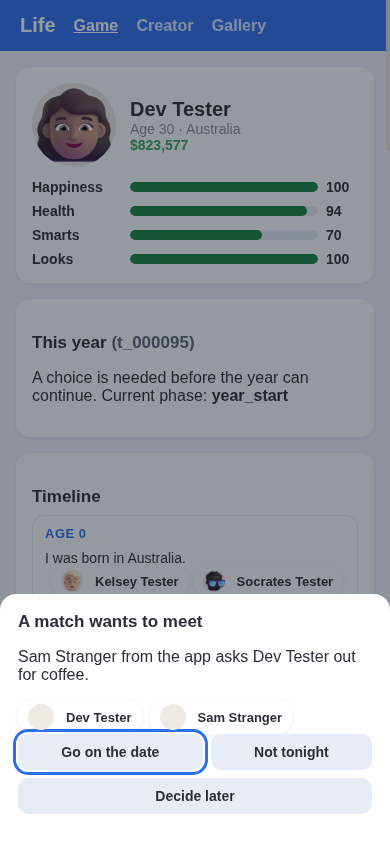 Life Game Creator Gallery
Dev Tester
Age 30 · Australia
$823,577
Happiness 100
Health 94
Smarts 70
Looks 100
This year (t_000095)
A choice is needed before the year can
continue. Current phase: year_start
Timeline
AGE 0
I was born in Australia.
Kelsey Tester Socrates Tester
A match wants to meet
Sam Stranger from the app asks Dev Tester out
for coffee.
Dev Tester Sam Stranger
Go on the date Not tonight
Decide later